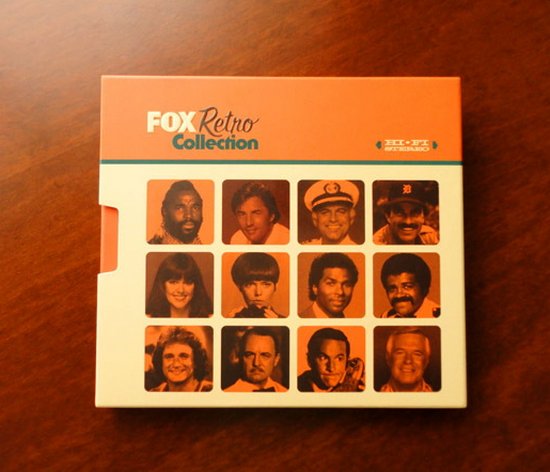 FOX Retro
Collection
HI-FI
STEREO
D